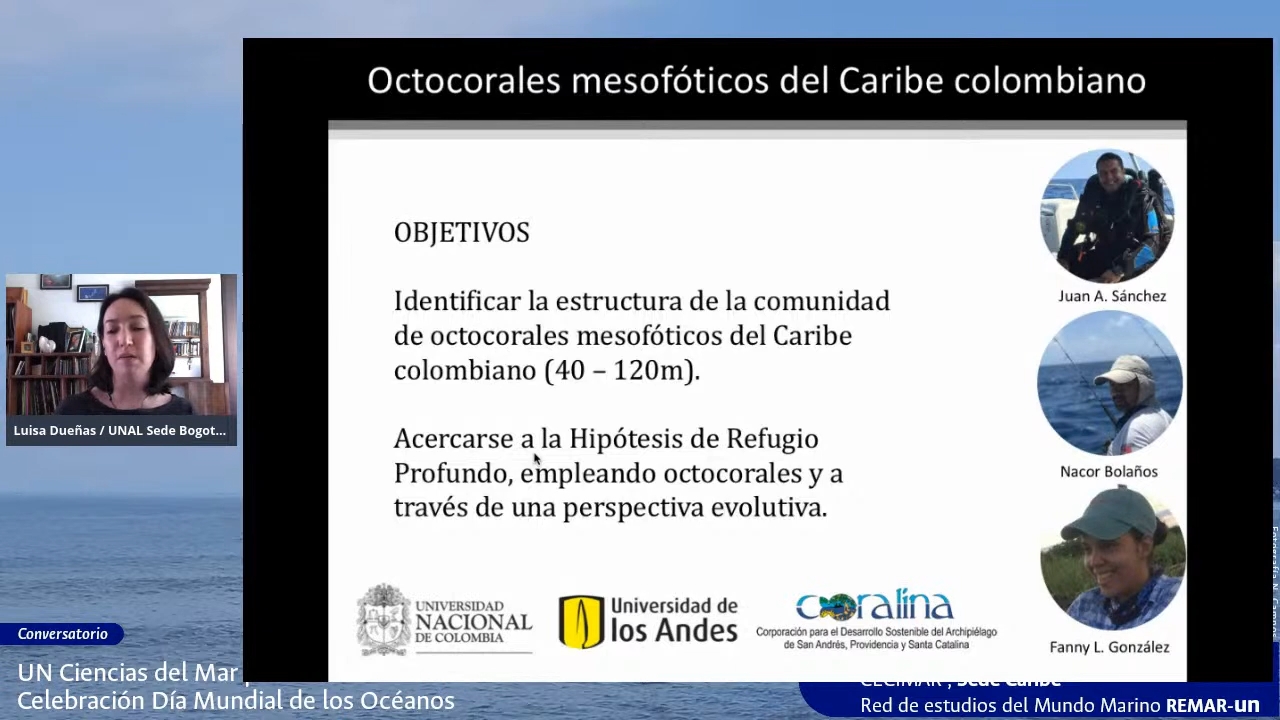 Octocorales mesofóticos del Caribe colombiano
OBJETIVOS
Identificar la estructura de la comunidad
de octocorales mesofóticos del Caribe
colombiano (40 – 120m).
Acercarse a la Hipótesis de Refugio
Profundo, empleando octocorales y a
través de una perspectiva evolutiva.
Juan A. Sánchez
Nacor Bolaños
Fanny L. González
UNIVERSIDAD
NACIONAL
DE COLOMBIA
Universidad de
los Andes
coralina
Corporación para el Desarrollo Sostenible del Archipiélago
de San Andrés, Providencia y Santa Catalina
Luisa Dueñas / UNAL Sede Bogot...
Conversatorio
UN Ciencias del Mar
Celebración Día Mundial de los Océanos
CECIMAR , Sede Caribe
Red de estudios del Mundo Marino REMAR-un